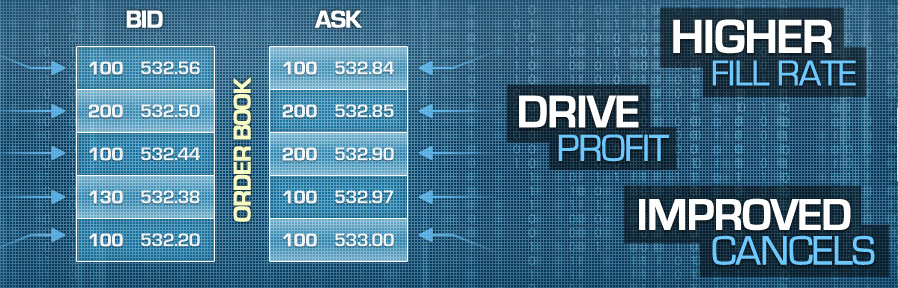 BID ASK
100 532.56 100 532.84
200 532.50 200 532.85
100 532.44 200 532.90
130 532.38 100 532.97
100 532.20 100 533.00
ORDER BOOK
HIGHER
FILL RATE
DRIVE
PROFIT
IMPROVED
CANCELS